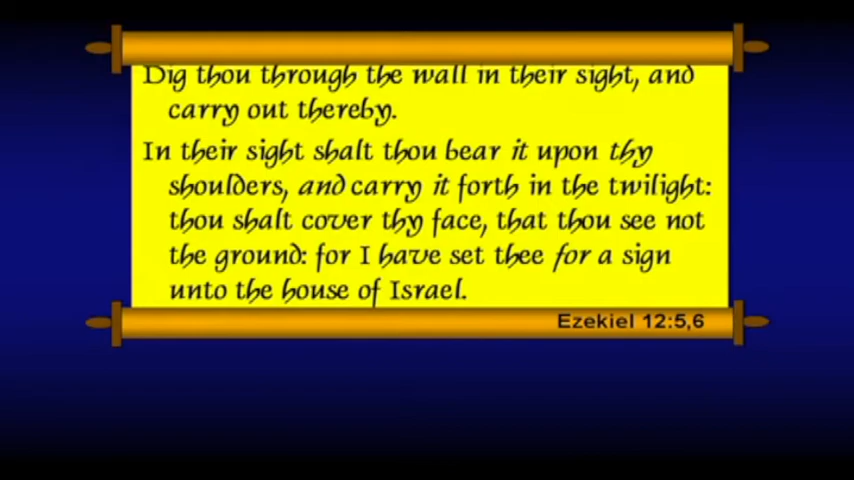 Dig thou through the wall in their sight, and
carry out thereby.
In their sight shalt thou bear it upon thy
shoulders, and carry it forth in the twilight:
thou shalt cover thy face, that thou see not
the ground: for I have set thee for a sign
unto the house of Israel.
Ezekiel 12:5,6